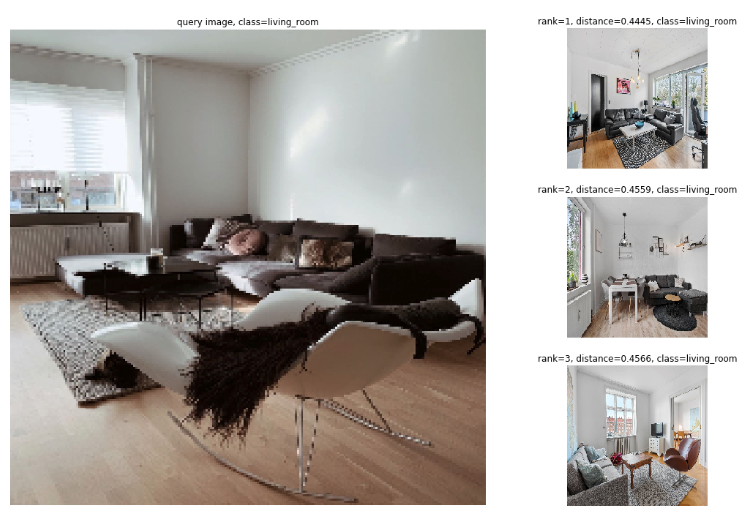 query image, class=living_room
rank=1, distance=0.4445, class=living_room
rank=2, distance=0.4559, class=living_room
rank=3, distance=0.4566, class=living_room